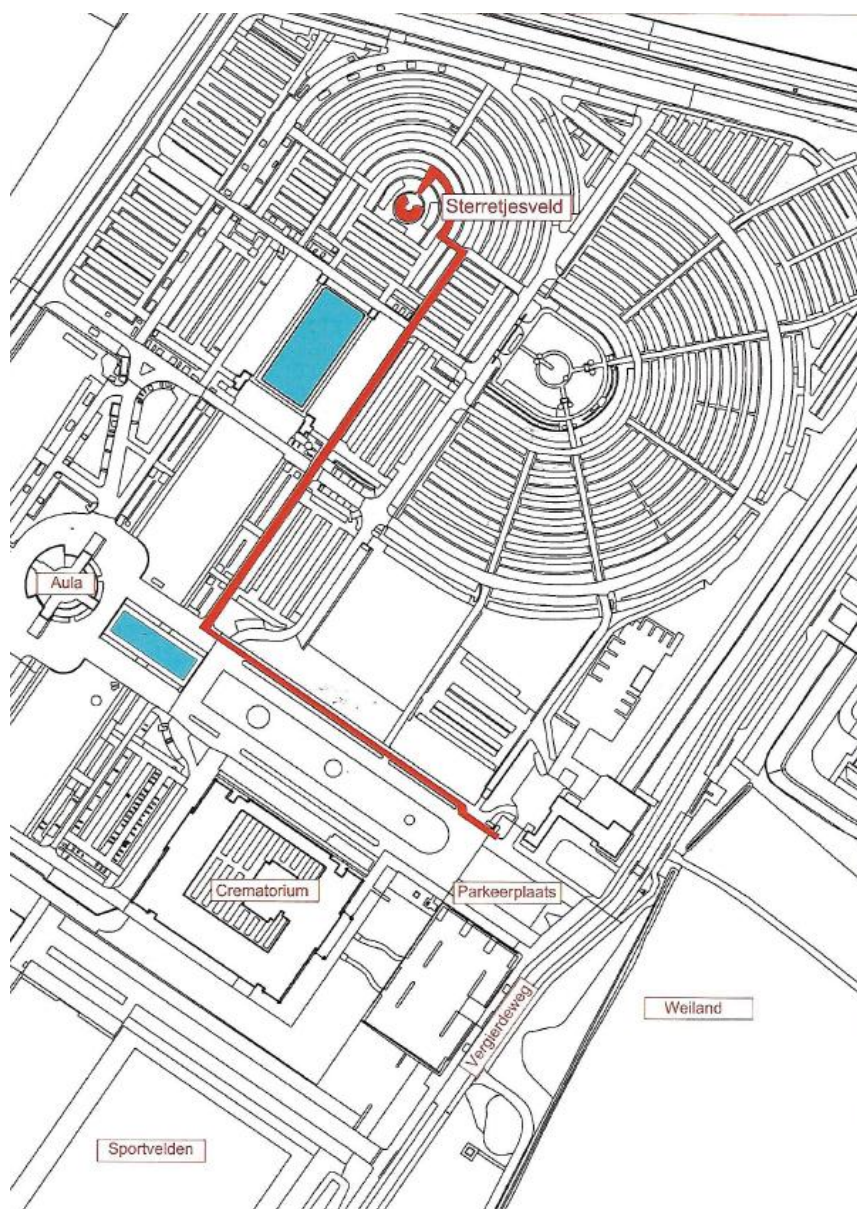 Sterretjesveld
Aula
Crematorium
Parkeerplaats
Vergierdeweg
Weiland
Sportvelden